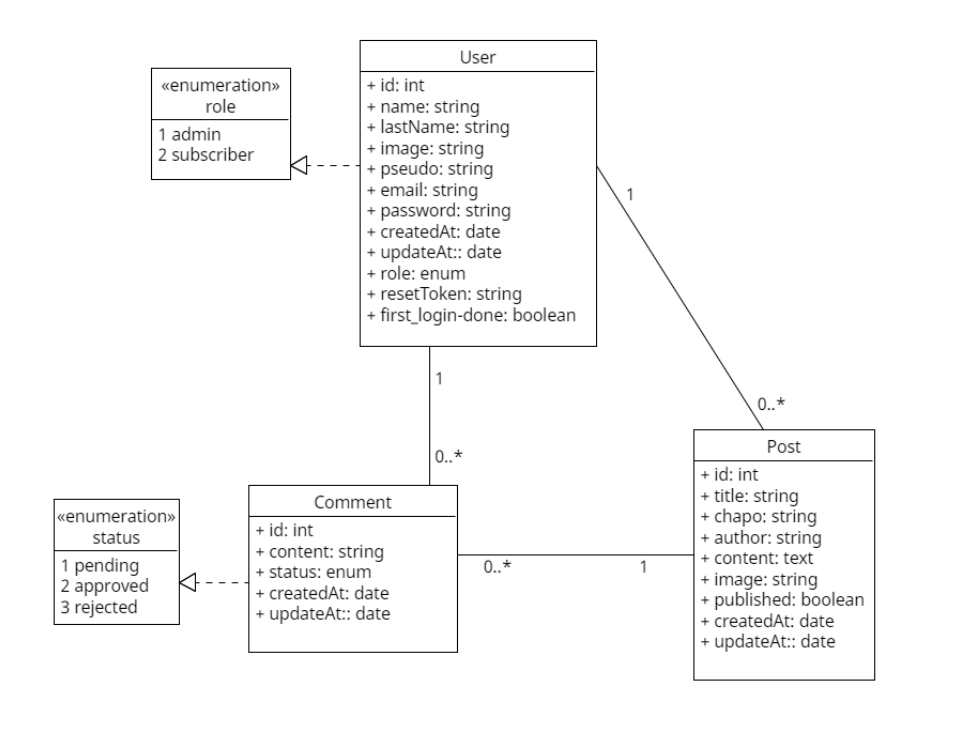 User
+ id: int
+ name: string
+ lastName: string
+ image: string
+ pseudo: string
+ email: string
+ password: string
+ createdAt: date
+ updateAt:: date
+ role: enum
+ resetToken: string
+ first_login-done: boolean
«enumeration»
role
1 admin
2 subscriber
1
0..*
1
0..*
Post
+ id: int
+ title: string
+ chapo: string
+ author: string
+ content: text
+ image: string
+ published: boolean
+ createdAt: date
+ updateAt:: date
Comment
+ id: int
+ content: string
+ status: enum
+ createdAt: date
+ updateAt:: date
«enumeration»
status
1 pending
2 approved
3 rejected
0..*
1